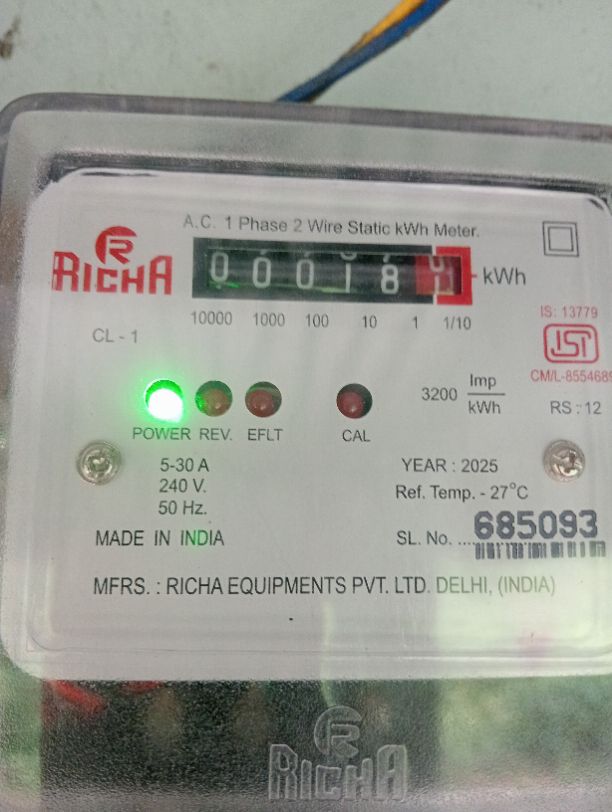 A.C. 1 Phase 2 Wire Static kWh Meter.
RICHA
0 0 0 1 8
kWh
10000 1000 100 10 1 1/10
IS: 13779
CL - 1
ISI
CM/L-8554689
3200 Imp/kWh
RS : 12
POWER REV. EFLT CAL
5-30 A
YEAR : 2025
240 V.
Ref. Temp. - 27°C
50 Hz.
MADE IN INDIA
SL. No. ....685093
MFRS. : RICHA EQUIPMENTS PVT. LTD. DELHI, (INDIA)
RICHA